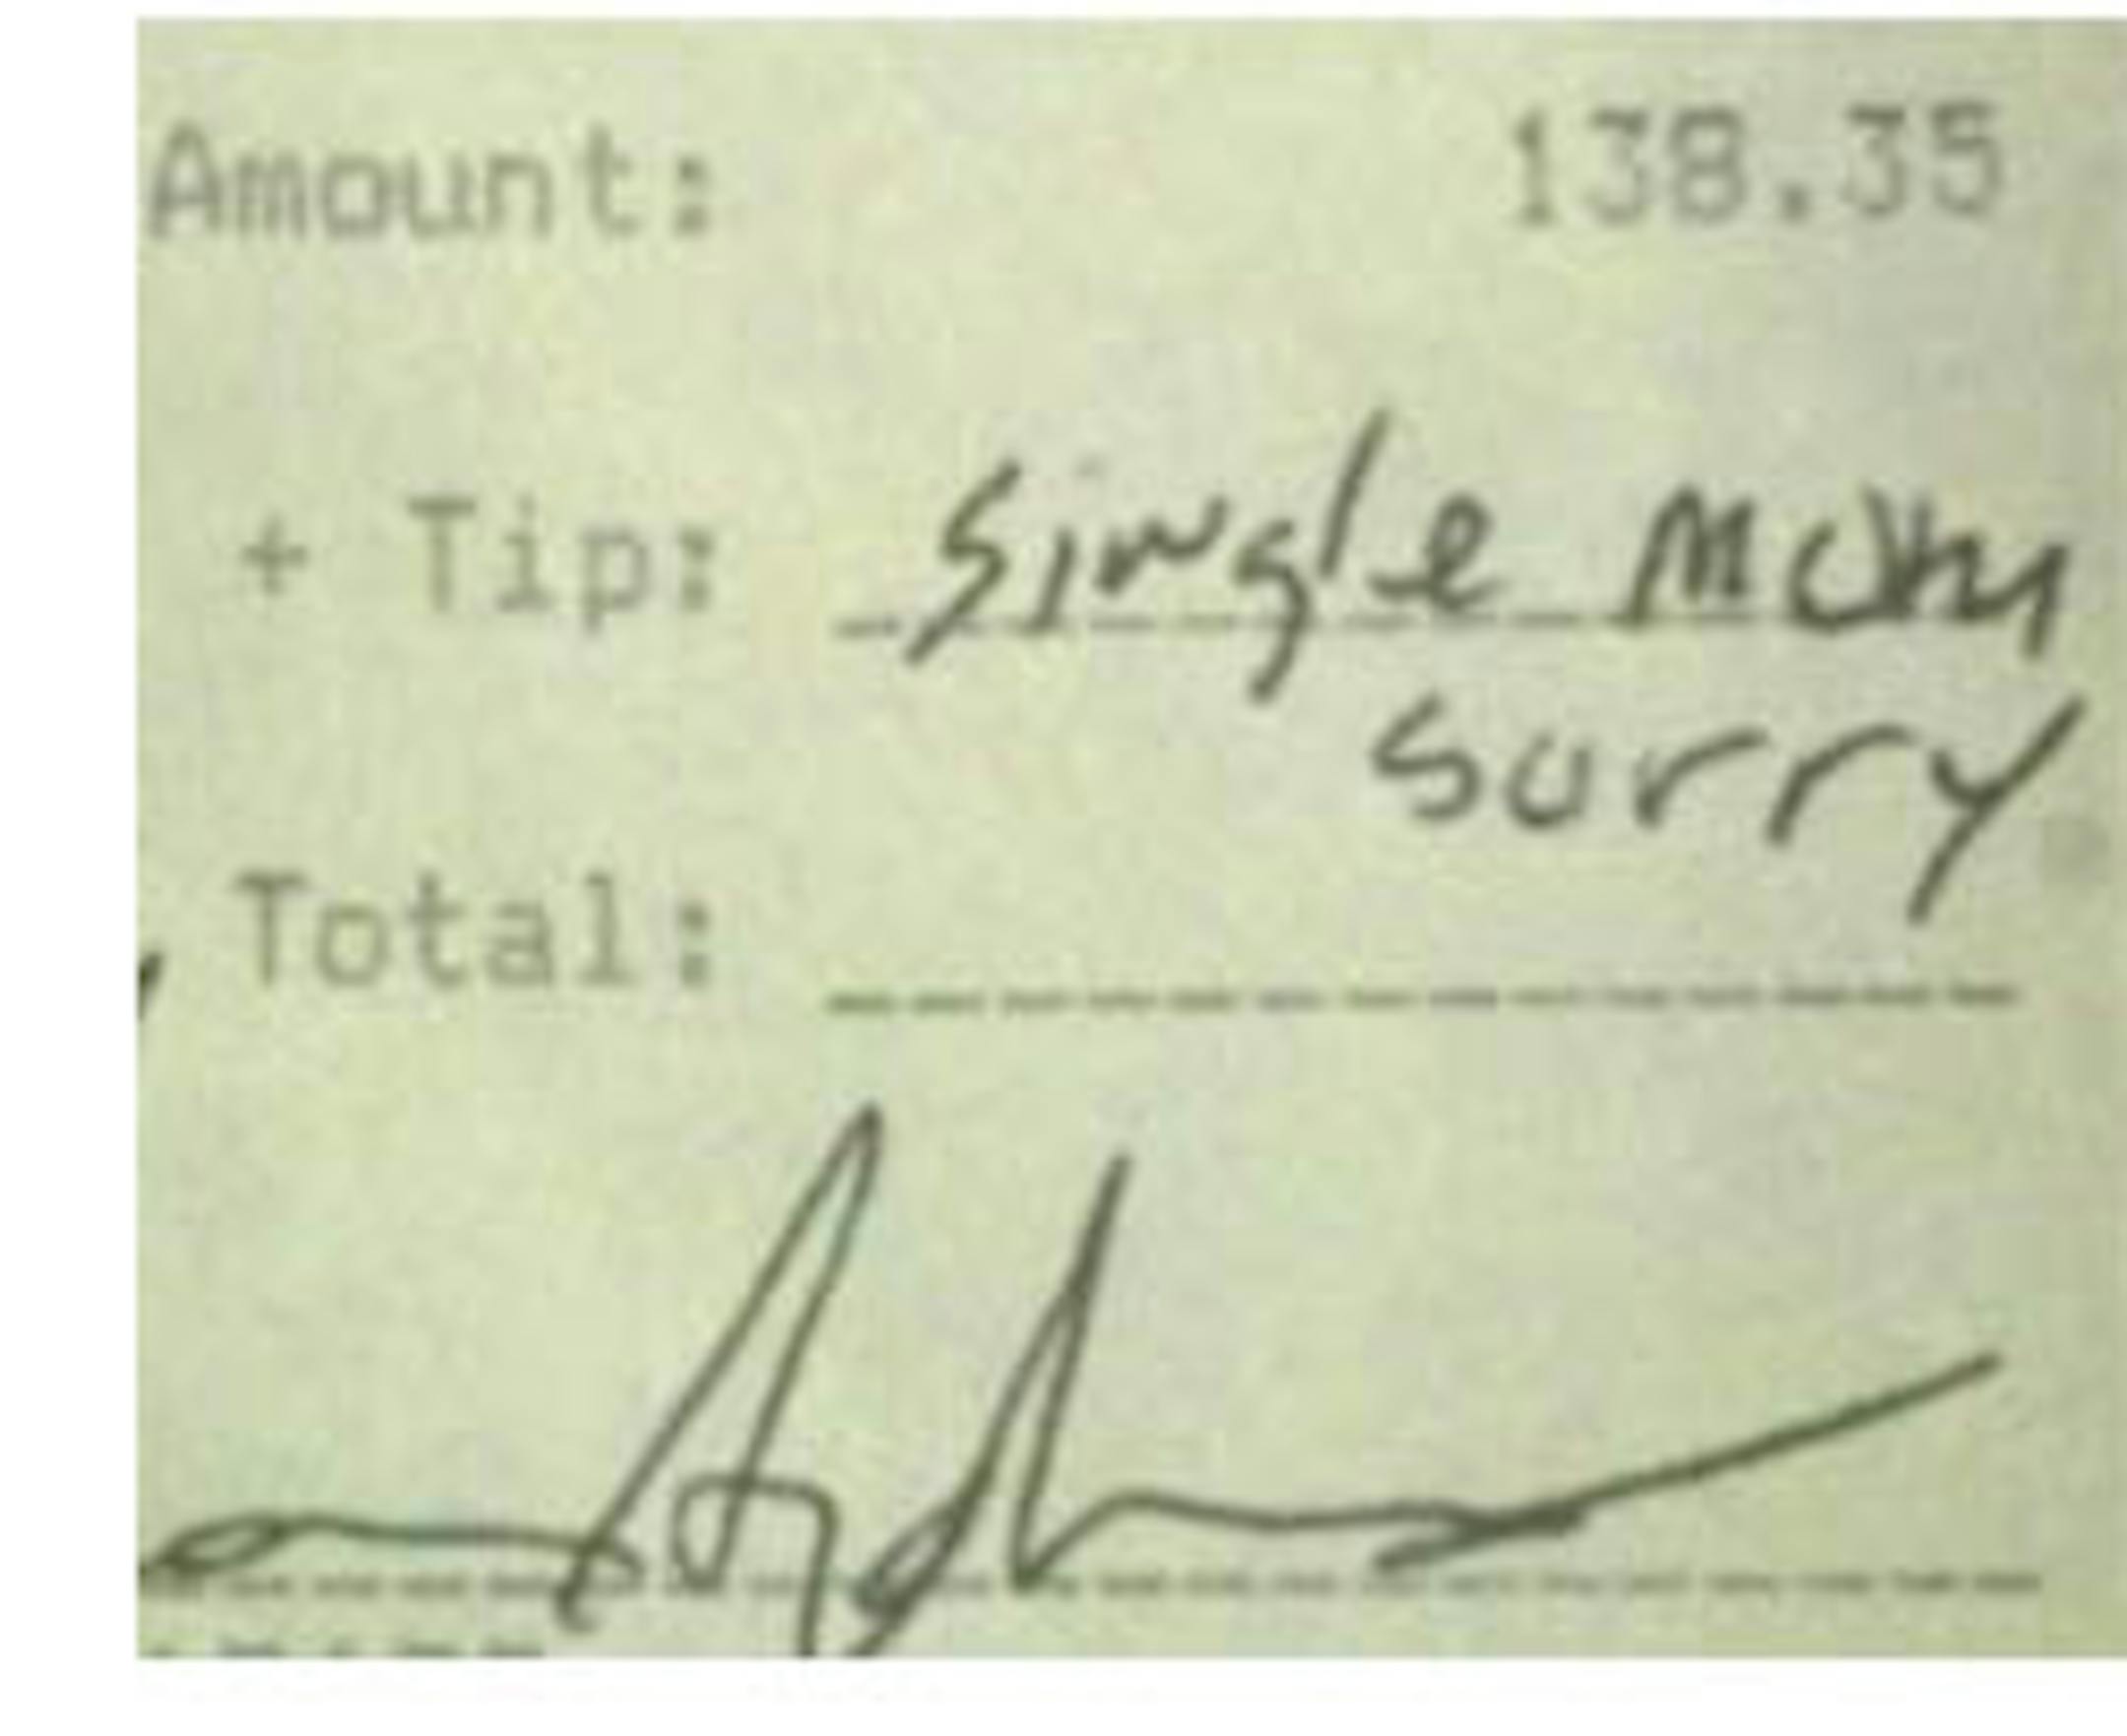 Amount: 138.35
+ Tip: Single Mom
Sorry
Total: